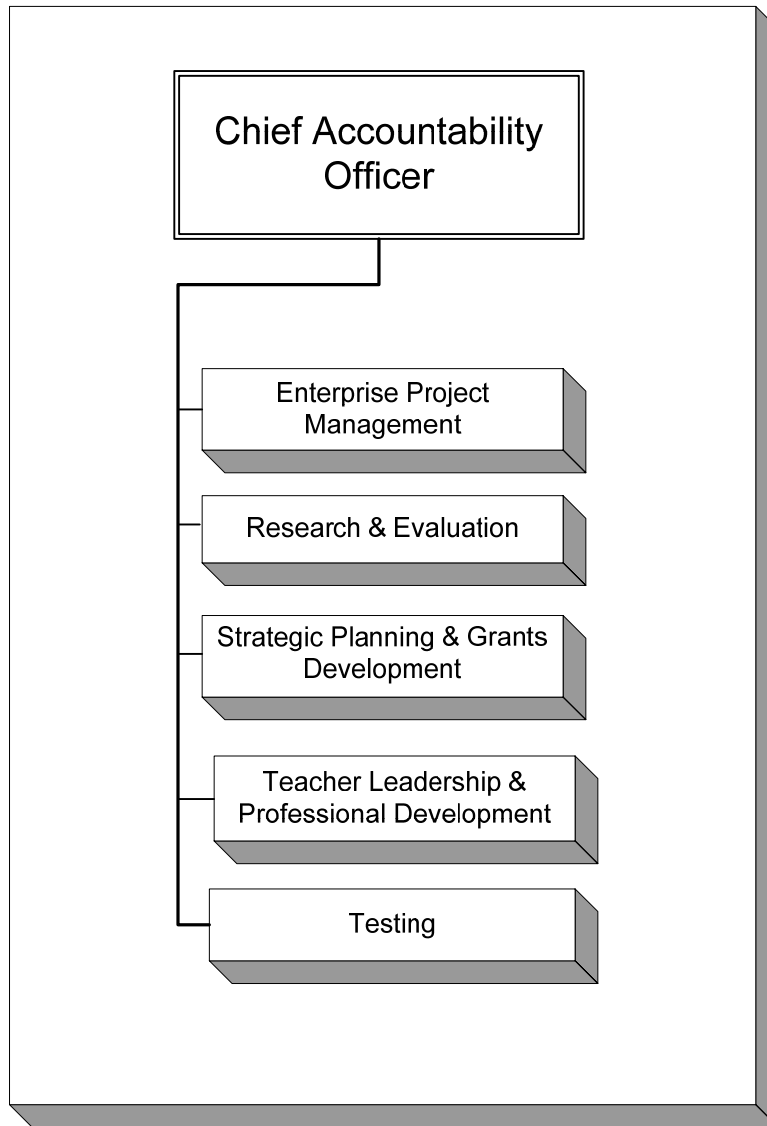 Chief Accountability
Officer
Enterprise Project
Management
Research & Evaluation
Strategic Planning & Grants
Development
Teacher Leadership &
Professional Development
Testing